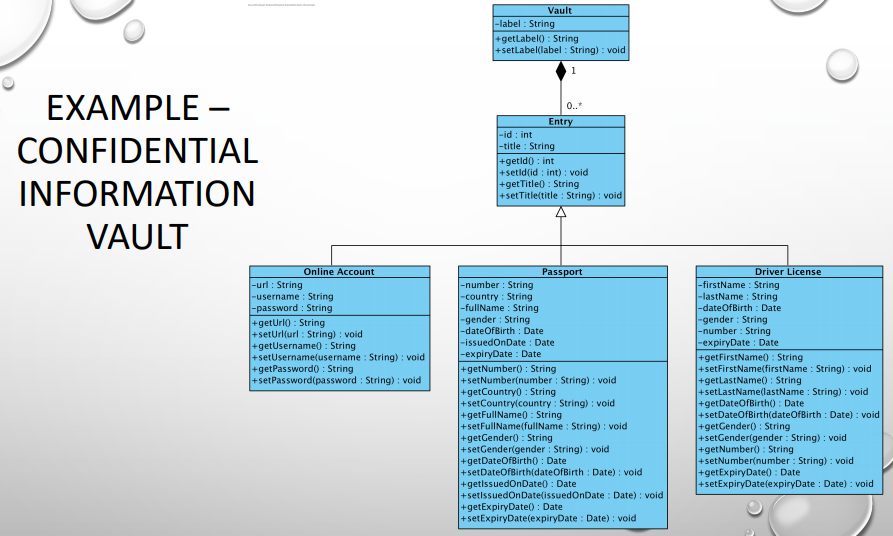 EXAMPLE –
CONFIDENTIAL
INFORMATION
VAULT
Vault
-label : String
+getLabel() : String
+setLabel(label : String) : void
1
0..*
Entry
-id : int
-title : String
+getId() : int
+setId(id : int) : void
+getTitle() : String
+setTitle(title : String) : void
Online Account
-url : String
-username : String
-password : String
+getUrl() : String
+setUrl(url : String) : void
+getUsername() : String
+setUsername(username : String) : void
+getPassword() : String
+setPassword(password : String) : void
Passport
-number : String
-country : String
-fullName : String
-gender : String
-dateOfBirth : Date
-issuedOnDate : Date
-expiryDate : Date
+getNumber() : String
+setNumber(number : String) : void
+getCountry() : String
+setCountry(country : String) : void
+getFullName() : String
+setFullName(fullName : String) : void
+getGender() : String
+setGender(gender : String) : void
+getDateOfBirth() : Date
+setDateOfBirth(dateOfBirth : Date) : void
+getIssuedOnDate() : Date
+setIssuedOnDate(issuedOnDate : Date) : void
+getExpiryDate() : Date
+setExpiryDate(expiryDate : Date) : void
Driver License
-firstName : String
-lastName : String
-dateOfBirth : Date
-gender : String
-number : String
-expiryDate : Date
+getFirstName() : String
+setFirstName(firstName : String) : void
+getLastName() : String
+setLastName(lastName : String) : void
+getDateOfBirth() : Date
+setDateOfBirth(dateOfBirth : Date) : void
+getGender() : String
+setGender(gender : String) : void
+getNumber() : String
+setNumber(number : String) : void
+getExpiryDate() : Date
+setExpiryDate(expiryDate : Date) : void